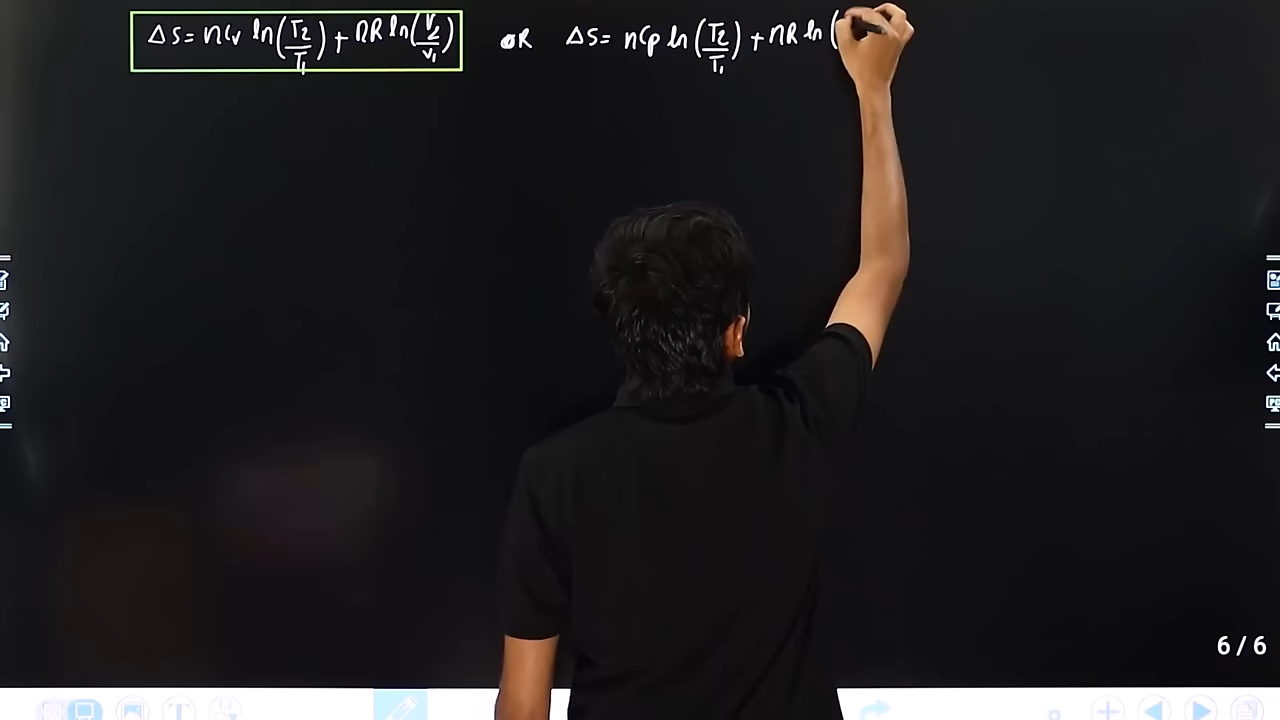 ΔS = nCv ln(T2/T1) + nR ln(V2/V1) OR ΔS = nCp ln(T2/T1) + nR ln(
6 / 6
T